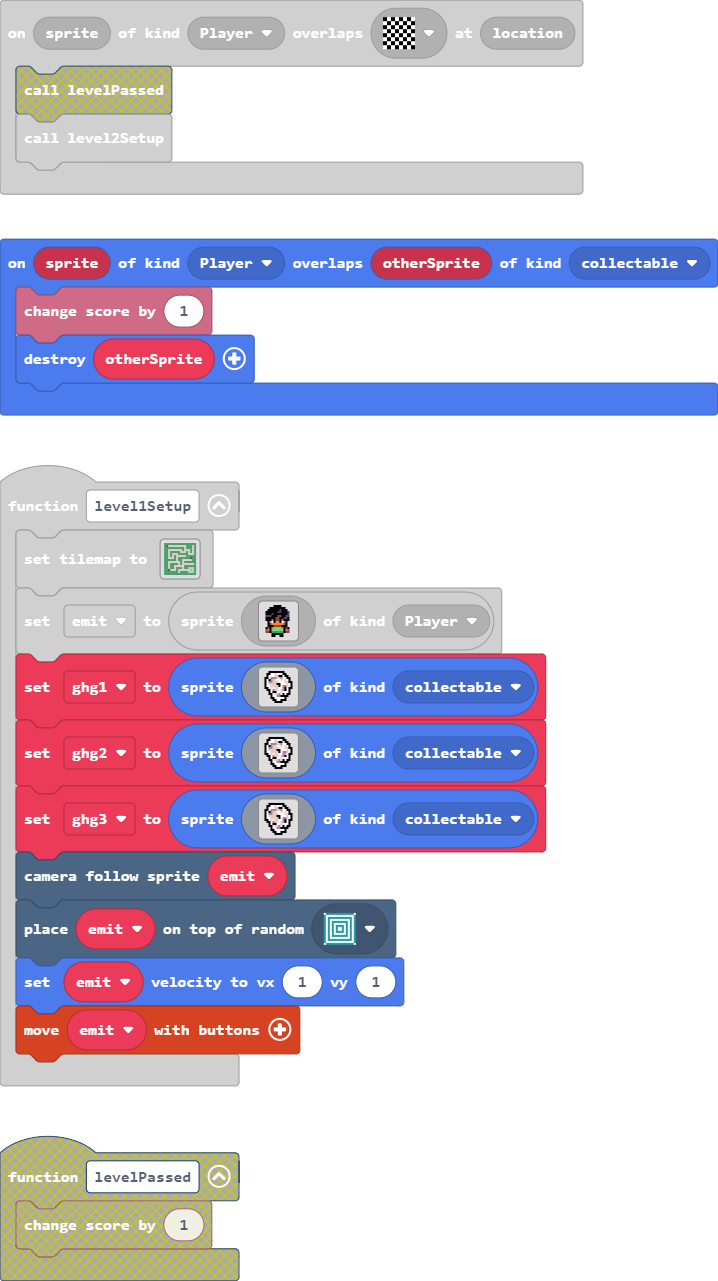 on sprite of kind Player overlaps at location
call levelPassed
call level2Setup
on sprite of kind Player overlaps otherSprite of kind collectable
change score by 1
destroy otherSprite
function level1Setup
set tilemap to
set emit to sprite of kind Player
set ghg1 to sprite of kind collectable
set ghg2 to sprite of kind collectable
set ghg3 to sprite of kind collectable
camera follow sprite emit
place emit on top of random
set emit velocity to vx 1 vy 1
move emit with buttons
function levelPassed
change score by 1